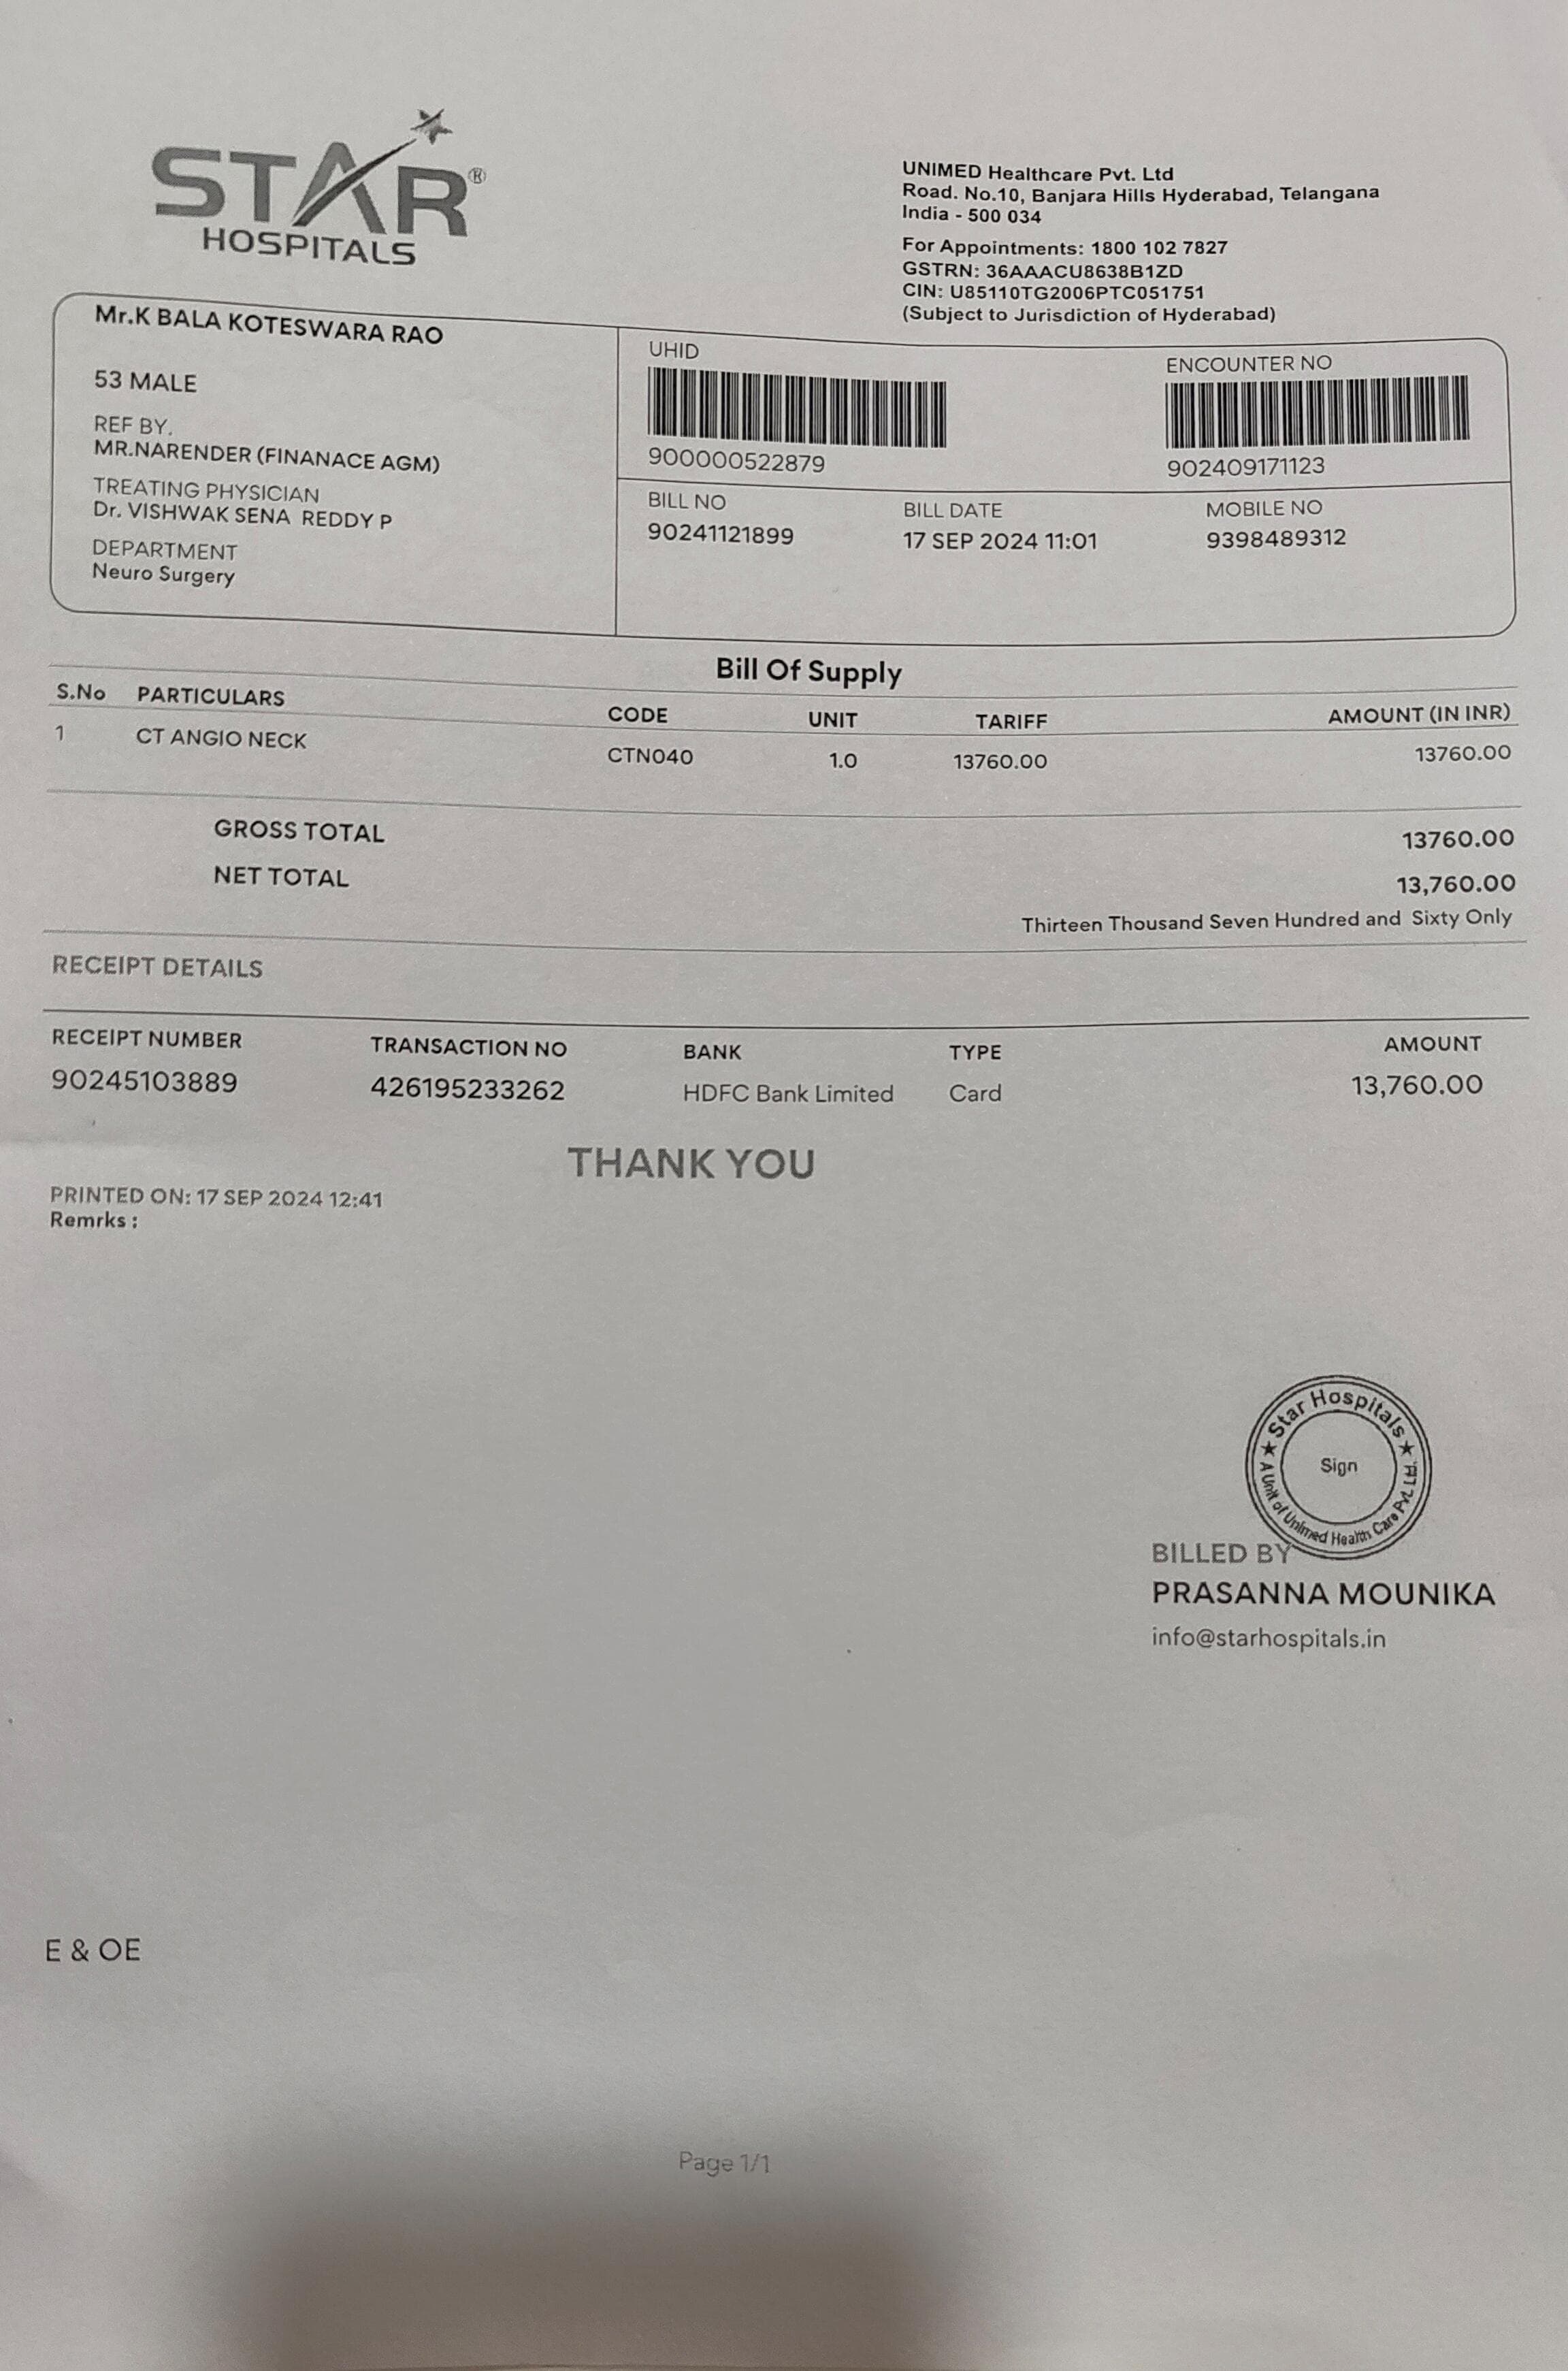 STAR®
HOSPITALS
UNIMED Healthcare Pvt. Ltd
Road. No.10, Banjara Hills Hyderabad, Telangana
India - 500 034
For Appointments: 1800 102 7827
GSTRN: 36AAACU8638B1ZD
CIN: U85110TG2006PTC051751
(Subject to Jurisdiction of Hyderabad)
Mr.K BALA KOTESWARA RAO
53 MALE
REF BY.
MR.NARENDER (FINANACE AGM)
TREATING PHYSICIAN
Dr. VISHWAK SENA REDDY P
DEPARTMENT
Neuro Surgery
UHID
900000522879
ENCOUNTER NO
902409171123
BILL NO BILL DATE MOBILE NO
90241121899 17 SEP 2024 11:01 9398489312
Bill Of Supply
S.No PARTICULARS CODE UNIT TARIFF AMOUNT (IN INR)
1 CT ANGIO NECK CTN040 1.0 13760.00 13760.00
GROSS TOTAL 13760.00
NET TOTAL 13,760.00
Thirteen Thousand Seven Hundred and Sixty Only
RECEIPT DETAILS
RECEIPT NUMBER TRANSACTION NO BANK TYPE AMOUNT
90245103889 426195233262 HDFC Bank Limited Card 13,760.00
THANK YOU
PRINTED ON: 17 SEP 2024 12:41
Remrks :
Star Hospitals
Sign
A Unit of Unimed Health Care Pvt. Ltd.
BILLED BY
PRASANNA MOUNIKA
info@starhospitals.in
E & OE
Page 1/1